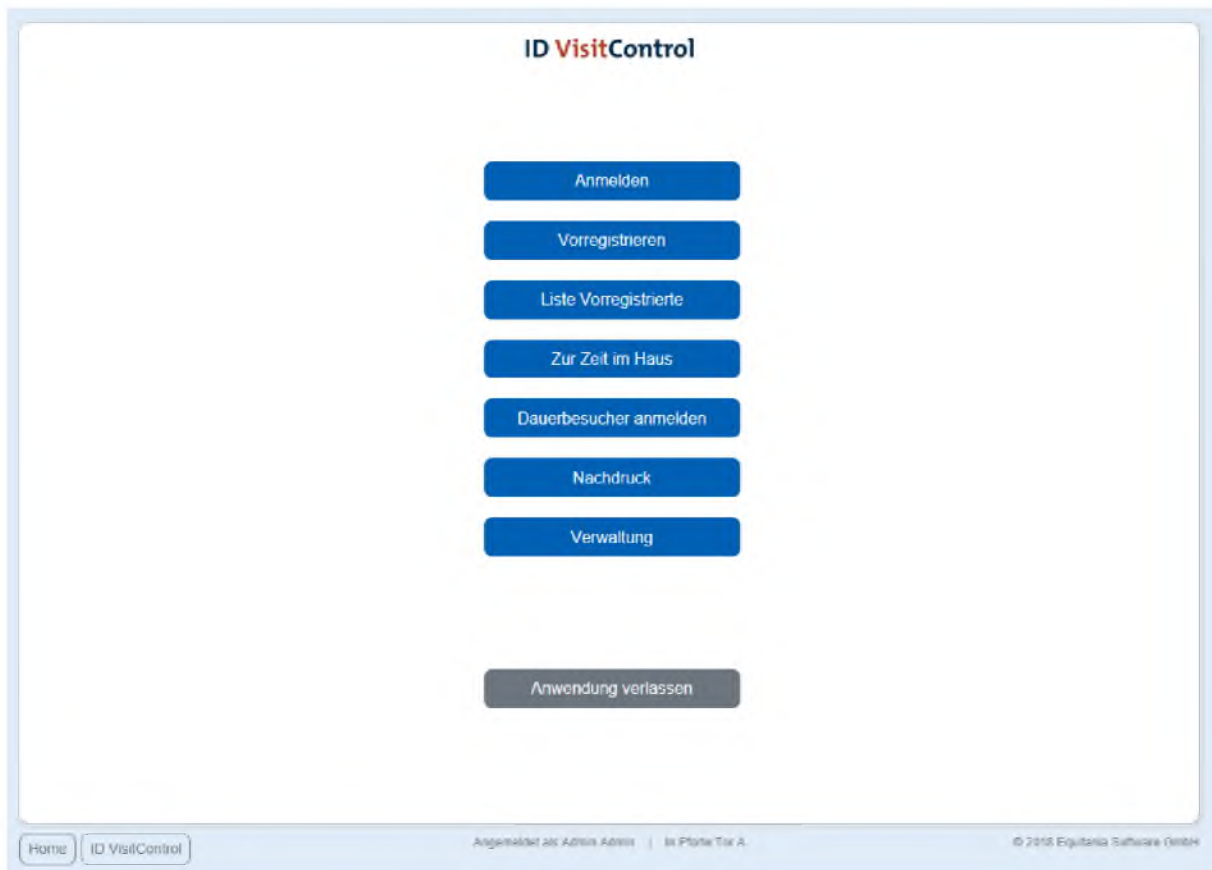 ID VisitControl
Anmelden
Vorregistrieren
Liste Vorregistrierte
Zur Zeit im Haus
Dauerbesucher anmelden
Nachdruck
Verwaltung
Anwendung verlassen
Home
ID VisitControl
Angemeldet als Admin Admin | In Pforte Tor A
© 2018 Equitania Software GmbH